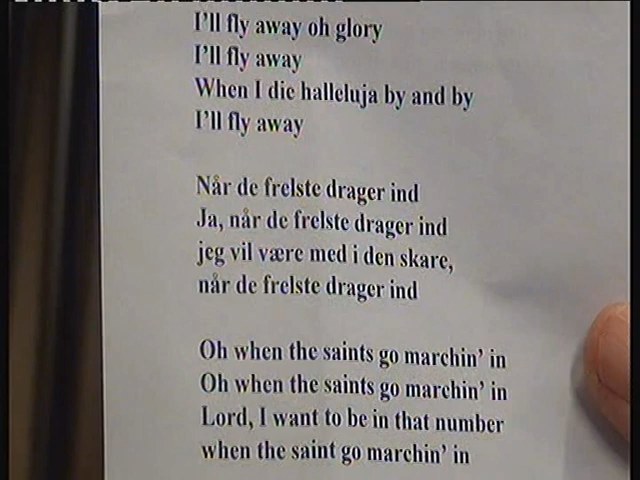 I'll fly away oh glory
I'll fly away
When I die halleluja by and by
I'll fly away
Når de frelste drager ind
Ja, når de frelste drager ind
jeg vil være med i den skare,
når de frelste drager ind
Oh when the saints go marchin' in
Oh when the saints go marchin' in
Lord, I want to be in that number
when the saint go marchin' in